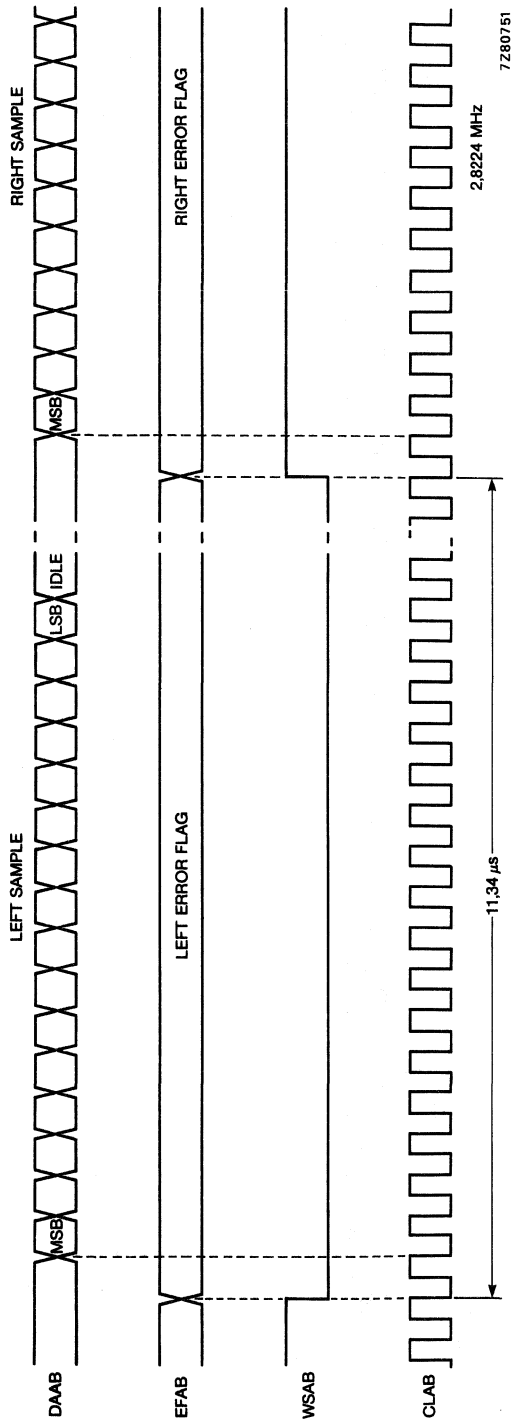 LEFT SAMPLE
RIGHT SAMPLE
DAAB
MSB
LSB
IDLE
MSB
EFAB
LEFT ERROR FLAG
RIGHT ERROR FLAG
WSAB
CLAB
2,8224 MHz
11,34 µs
7Z80751